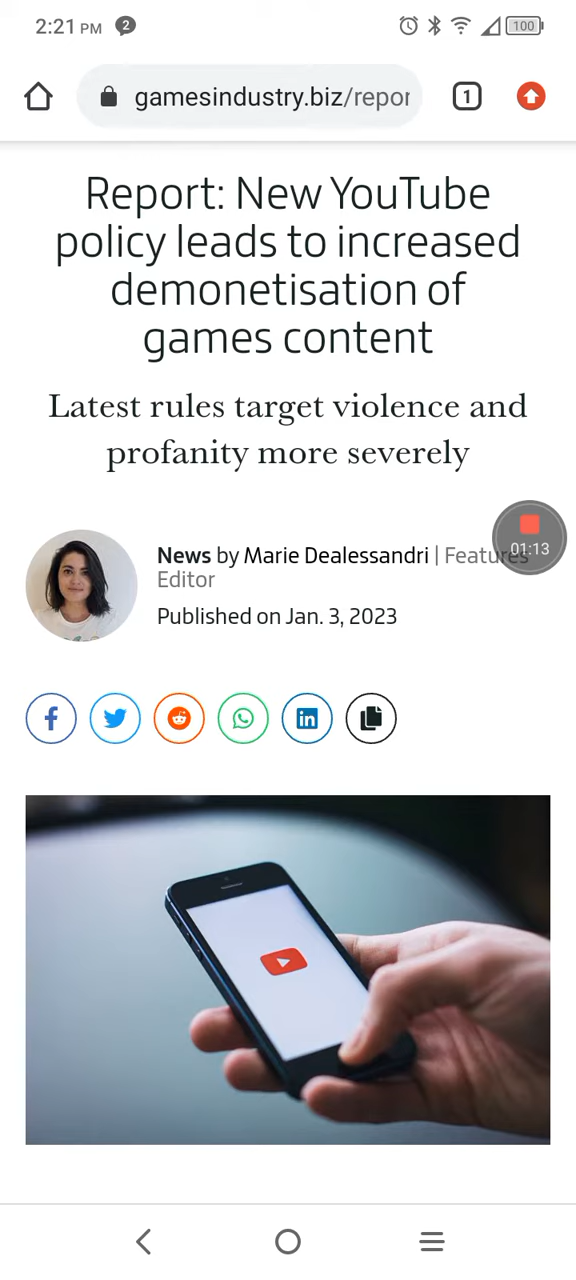 2:21 PM 2
100
gamesindustry.biz/repor 1
Report: New YouTube
policy leads to increased
demonetisation of
games content
Latest rules target violence and
profanity more severely
News by Marie Dealessandri | Features
Editor
01:13
Published on Jan. 3, 2023